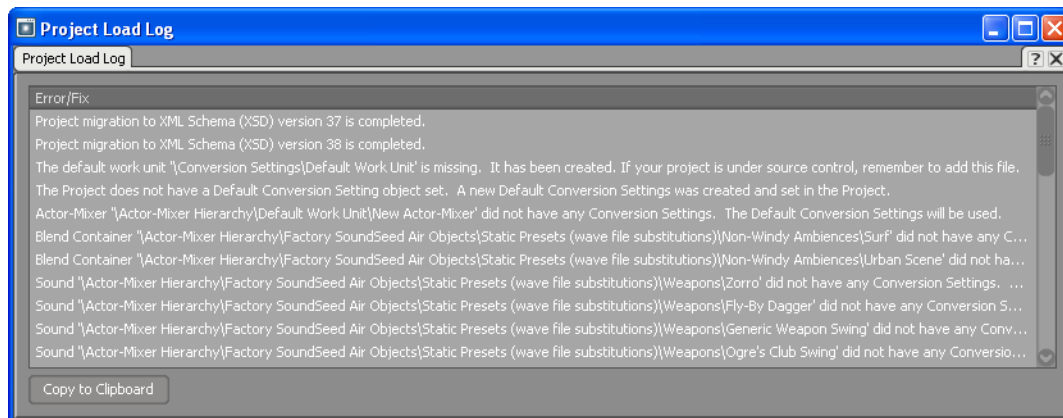 Project Load Log
Project Load Log
? X
Error/Fix
Project migration to XML Schema (XSD) version 37 is completed.
Project migration to XML Schema (XSD) version 38 is completed.
The default work unit '\Conversion Settings\Default Work Unit' is missing.  It has been created. If your project is under source control, remember to add this file.
The Project does not have a Default Conversion Setting object set.  A new Default Conversion Settings was created and set in the Project.
Actor-Mixer '\Actor-Mixer Hierarchy\Default Work Unit\New Actor-Mixer' did not have any Conversion Settings.  The Default Conversion Settings will be used.
Blend Container '\Actor-Mixer Hierarchy\Factory SoundSeed Air Objects\Static Presets (wave file substitutions)\Non-Windy Ambiences\Surf' did not have any C...
Blend Container '\Actor-Mixer Hierarchy\Factory SoundSeed Air Objects\Static Presets (wave file substitutions)\Non-Windy Ambiences\Urban Scene' did not ha...
Sound '\Actor-Mixer Hierarchy\Factory SoundSeed Air Objects\Static Presets (wave file substitutions)\Weapons\Zorro' did not have any Conversion Settings.  ...
Sound '\Actor-Mixer Hierarchy\Factory SoundSeed Air Objects\Static Presets (wave file substitutions)\Weapons\Fly-By Dagger' did not have any Conversion S...
Sound '\Actor-Mixer Hierarchy\Factory SoundSeed Air Objects\Static Presets (wave file substitutions)\Weapons\Generic Weapon Swing' did not have any Conv...
Sound '\Actor-Mixer Hierarchy\Factory SoundSeed Air Objects\Static Presets (wave file substitutions)\Weapons\Ogre's Club Swing' did not have any Conversio...
Copy to Clipboard